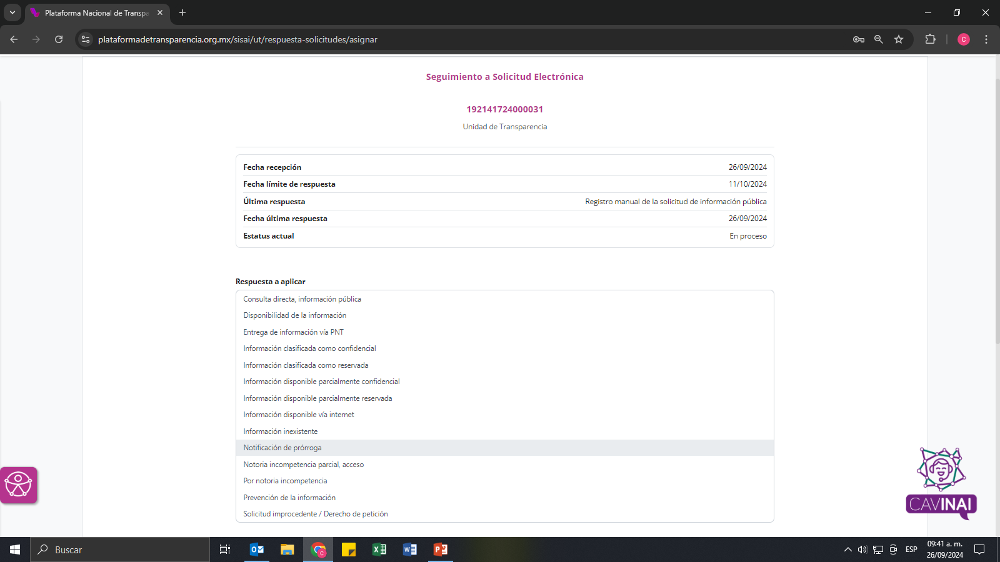 Plataforma Nacional de Transpa
plataformadetransparencia.org.mx/sisai/ut/respuesta-solicitudes/asignar
C
Seguimiento a Solicitud Electrónica
192141724000031
Unidad de Transparencia
Fecha recepción 26/09/2024
Fecha límite de respuesta 11/10/2024
Última respuesta Registro manual de la solicitud de información pública
Fecha última respuesta 26/09/2024
Estatus actual En proceso
Respuesta a aplicar
Consulta directa, información pública
Disponibilidad de la información
Entrega de información vía PNT
Información clasificada como confidencial
Información clasificada como reservada
Información disponible parcialmente confidencial
Información disponible parcialmente reservada
Información disponible vía internet
Información inexistente
Notificación de prórroga
Notoria incompetencia parcial, acceso
Por notoria incompetencia
Prevención de la información
Solicitud improcedente / Derecho de petición
CAVINAI
Buscar
ESP
09:41 a. m.
26/09/2024